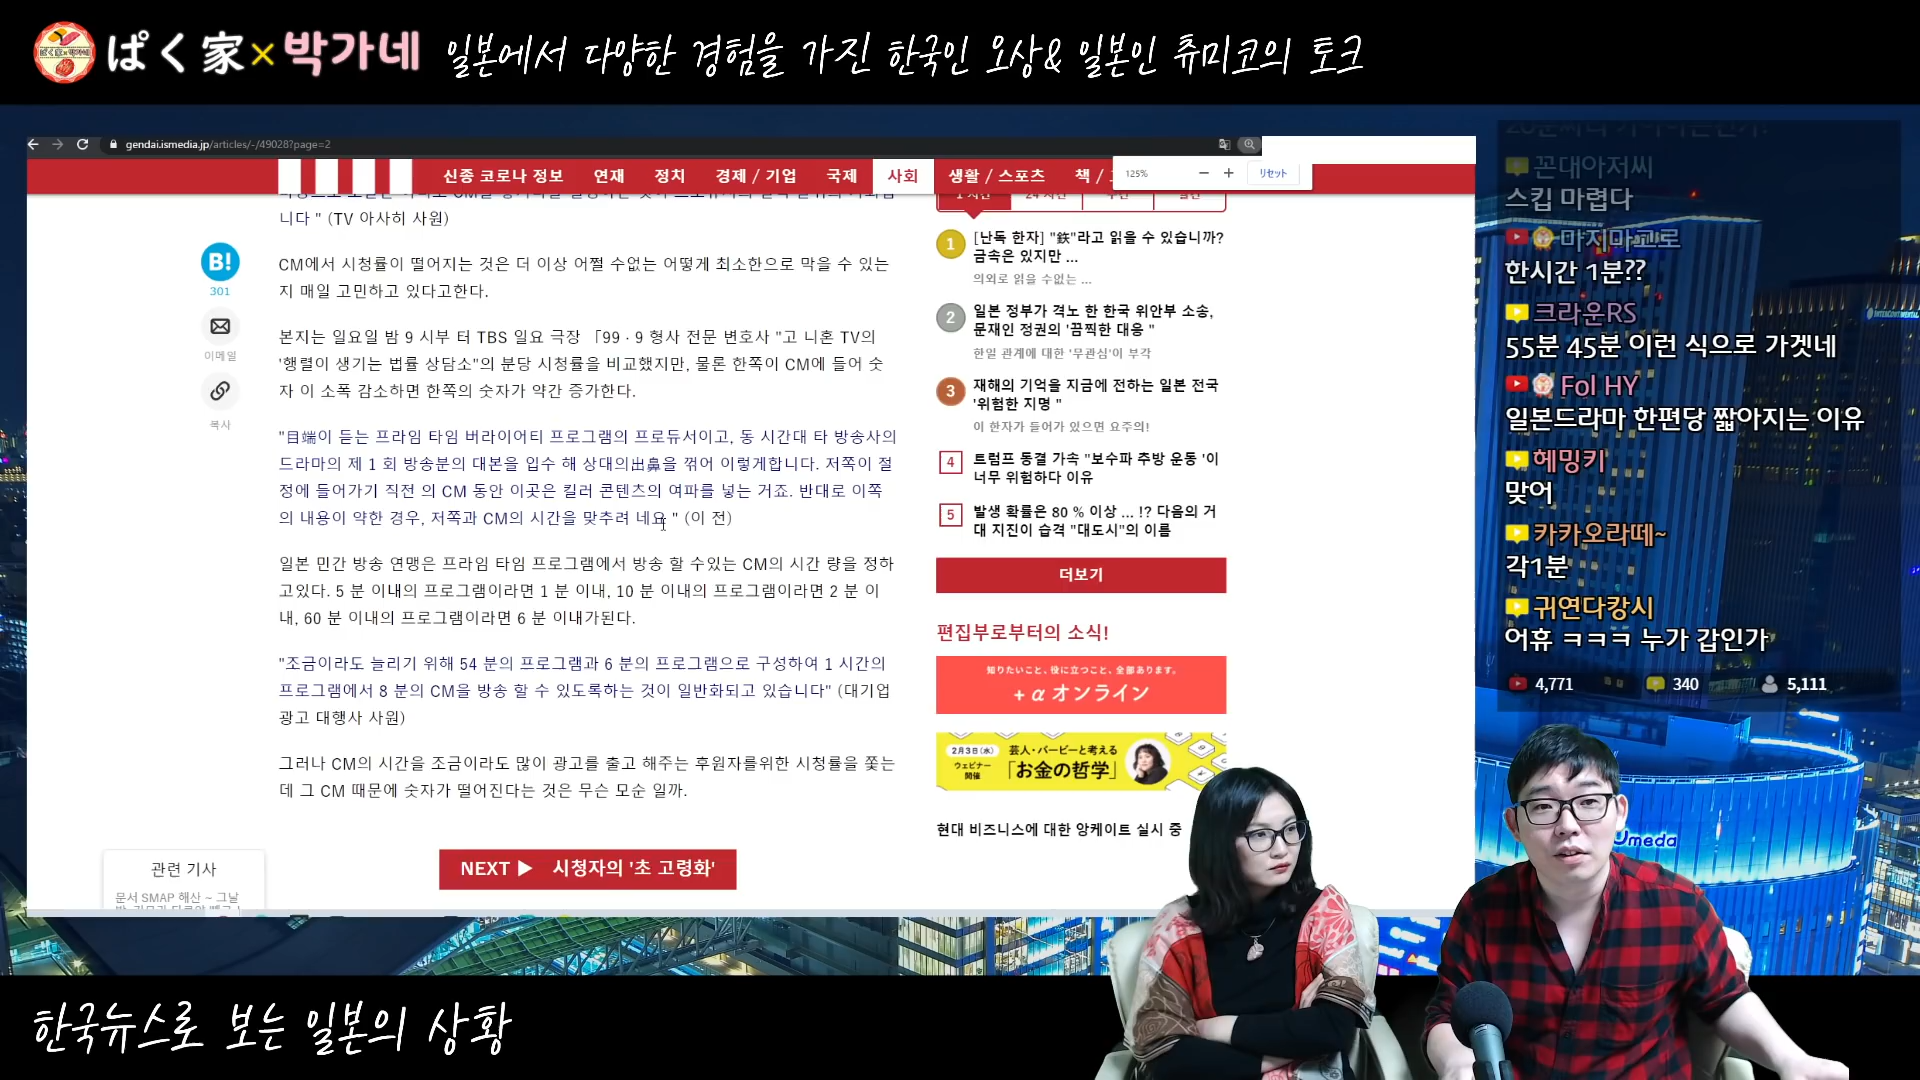 ぱく家×박가네 일본에서 다양한 경험을 가진 한국인 오상& 일본인 츄미코의 토크
gendai.ismedia.jp/articles/-/49028?page=2
신종 코로나 정보 연재 정치 경제 / 기업 국제 사회 생활 / 스포츠 책 /
125% − + リセット
니다 " (TV 아사히 사원)
B!
301
이메일
복사
CM에서 시청률이 떨어지는 것은 더 이상 어쩔 수없는 어떻게 최소한으로 막을 수 있는
지 매일 고민하고 있다고한다.
본지는 일요일 밤 9 시부 터 TBS 일요 극장 「99 · 9 형사 전문 변호사 "고 니혼 TV의
'행렬이 생기는 법률 상담소"의 분당 시청률을 비교했지만, 물론 한쪽이 CM에 들어 숫
자 이 소폭 감소하면 한쪽의 숫자가 약간 증가한다.
"目端이 듣는 프라임 타임 버라이어티 프로그램의 프로듀서이고, 동 시간대 타 방송사의
드라마의 제 1 회 방송분의 대본을 입수 해 상대의出鼻을 꺾어 이렇게합니다. 저쪽이 절
정에 들어가기 직전 의 CM 동안 이곳은 킬러 콘텐츠의 여파를 넣는 거죠. 반대로 이쪽
의 내용이 약한 경우, 저쪽과 CM의 시간을 맞추려 네요 " (이 전)
일본 민간 방송 연맹은 프라임 타임 프로그램에서 방송 할 수있는 CM의 시간 량을 정하
고있다. 5 분 이내의 프로그램이라면 1 분 이내, 10 분 이내의 프로그램이라면 2 분 이
내, 60 분 이내의 프로그램이라면 6 분 이내가된다.
"조금이라도 늘리기 위해 54 분의 프로그램과 6 분의 프로그램으로 구성하여 1 시간의
프로그램에서 8 분의 CM을 방송 할 수 있도록하는 것이 일반화되고 있습니다" (대기업
광고 대행사 사원)
그러나 CM의 시간을 조금이라도 많이 광고를 출고 해주는 후원자를위한 시청률을 쫓는
데 그 CM 때문에 숫자가 떨어진다는 것은 무슨 모순 일까.
NEXT ▶ 시청자의 '초 고령화'
관련 기사
문서 SMAP 해산 ~ 그날
1 [난독 한자] "鉃"라고 읽을 수 있습니까?
금속은 있지만 ...
의외로 읽을 수없는 ...
2 일본 정부가 격노 한 한국 위안부 소송,
문재인 정권의 '끔찍한 대응 "
한일 관계에 대한 '무관심'이 부각
3 재해의 기억을 지금에 전하는 일본 전국
'위험한 지명 "
이 한자가 들어가 있으면 요주의!
4 트럼프 동결 가속 "보수파 추방 운동 '이
너무 위험하다 이유
5 발생 확률은 80 % 이상 ... !? 다음의 거
대 지진이 습격 "대도시"의 이름
더보기
편집부로부터의 소식!
知りたいこと、役に立つこと、全部あります。
+αオンライン
2月3日(水)
ウェビナー
開催
芸人・バービーと考える
「お金の哲学」
현대 비즈니스에 대한 앙케이트 실시 중
꼰대아저씨
스킵 마렵다
마지마고로
한시간 1분??
크라운RS
55분 45분 이런 식으로 가겟네
Fol HY
일본드라마 한편당 짧아지는 이유
헤밍키
맞어
카카오라떼~
각1분
귀연다캉시
어휴 ㅋㅋㅋ 누가 갑인가
4,771 340 5,111
INTERCONTINENTAL
Umeda
한국뉴스로 보는 일본의 상황